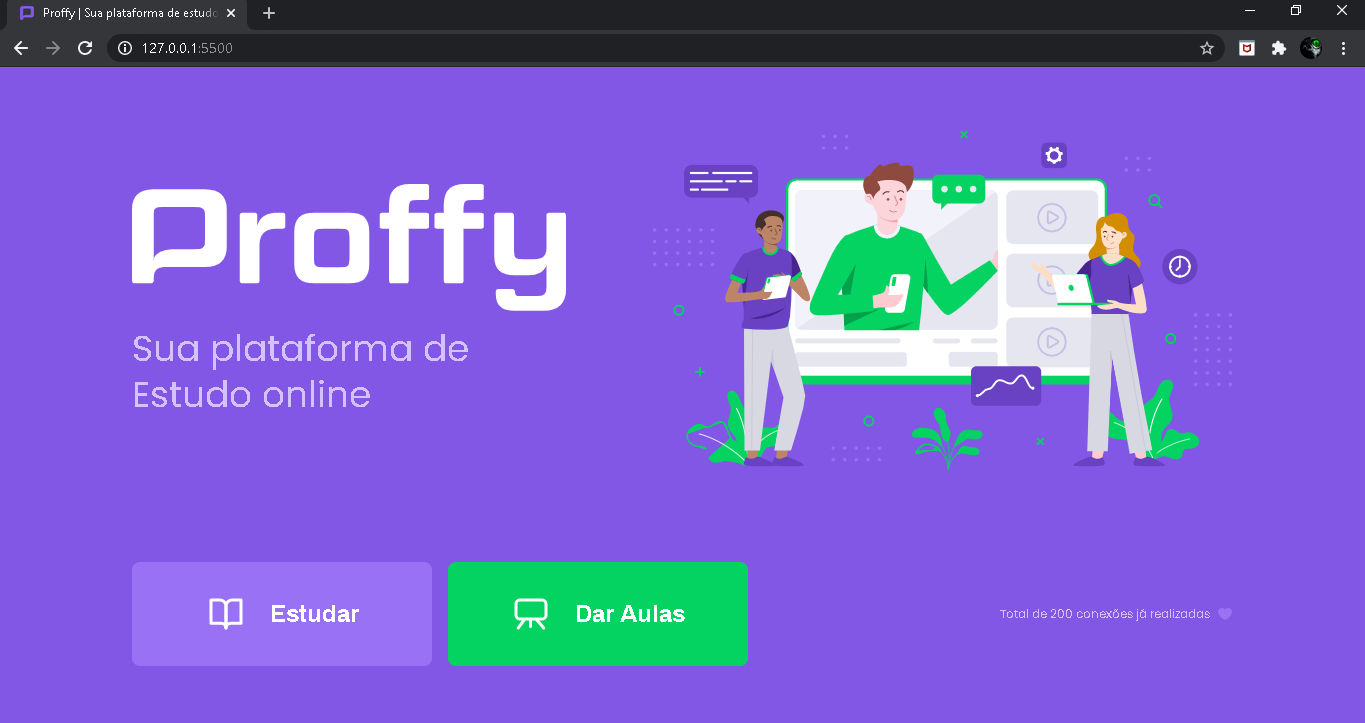 Proffy | Sua plataforma de estudo
127.0.0.1:5500
Proffy
Sua plataforma de
Estudo online
Estudar
Dar Aulas
Total de 200 conexões já realizadas